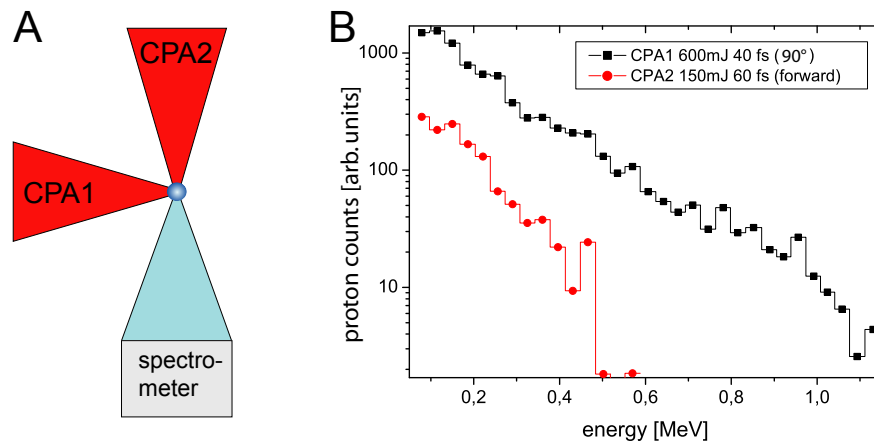 A
CPA2
CPA1
spectro-
meter
B
proton counts [arb.units]
1000
100
10
CPA1 600mJ 40 fs (90°)
CPA2 150mJ 60 fs (forward)
0,2
0,4
0,6
0,8
1,0
energy [MeV]